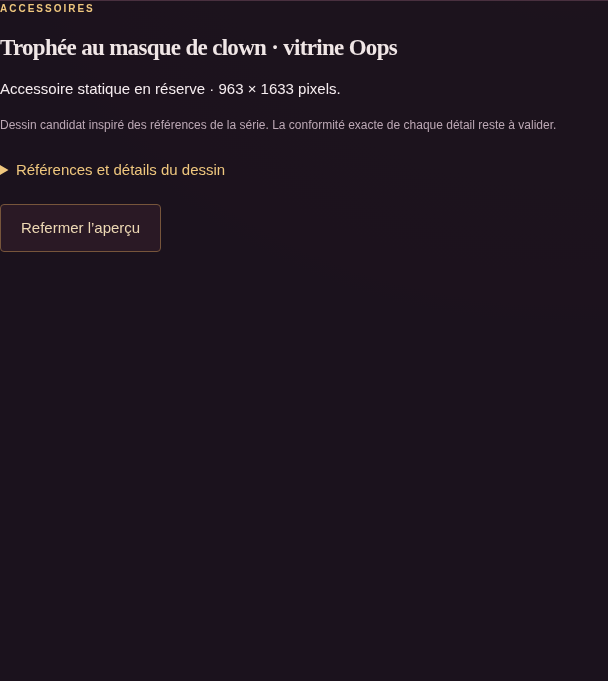 ACCESSOIRES
Trophée au masque de clown · vitrine Oops
Accessoire statique en réserve · 963 × 1633 pixels.
Dessin candidat inspiré des références de la série. La conformité exacte de chaque détail reste à valider.
Références et détails du dessin
Refermer l’aperçu